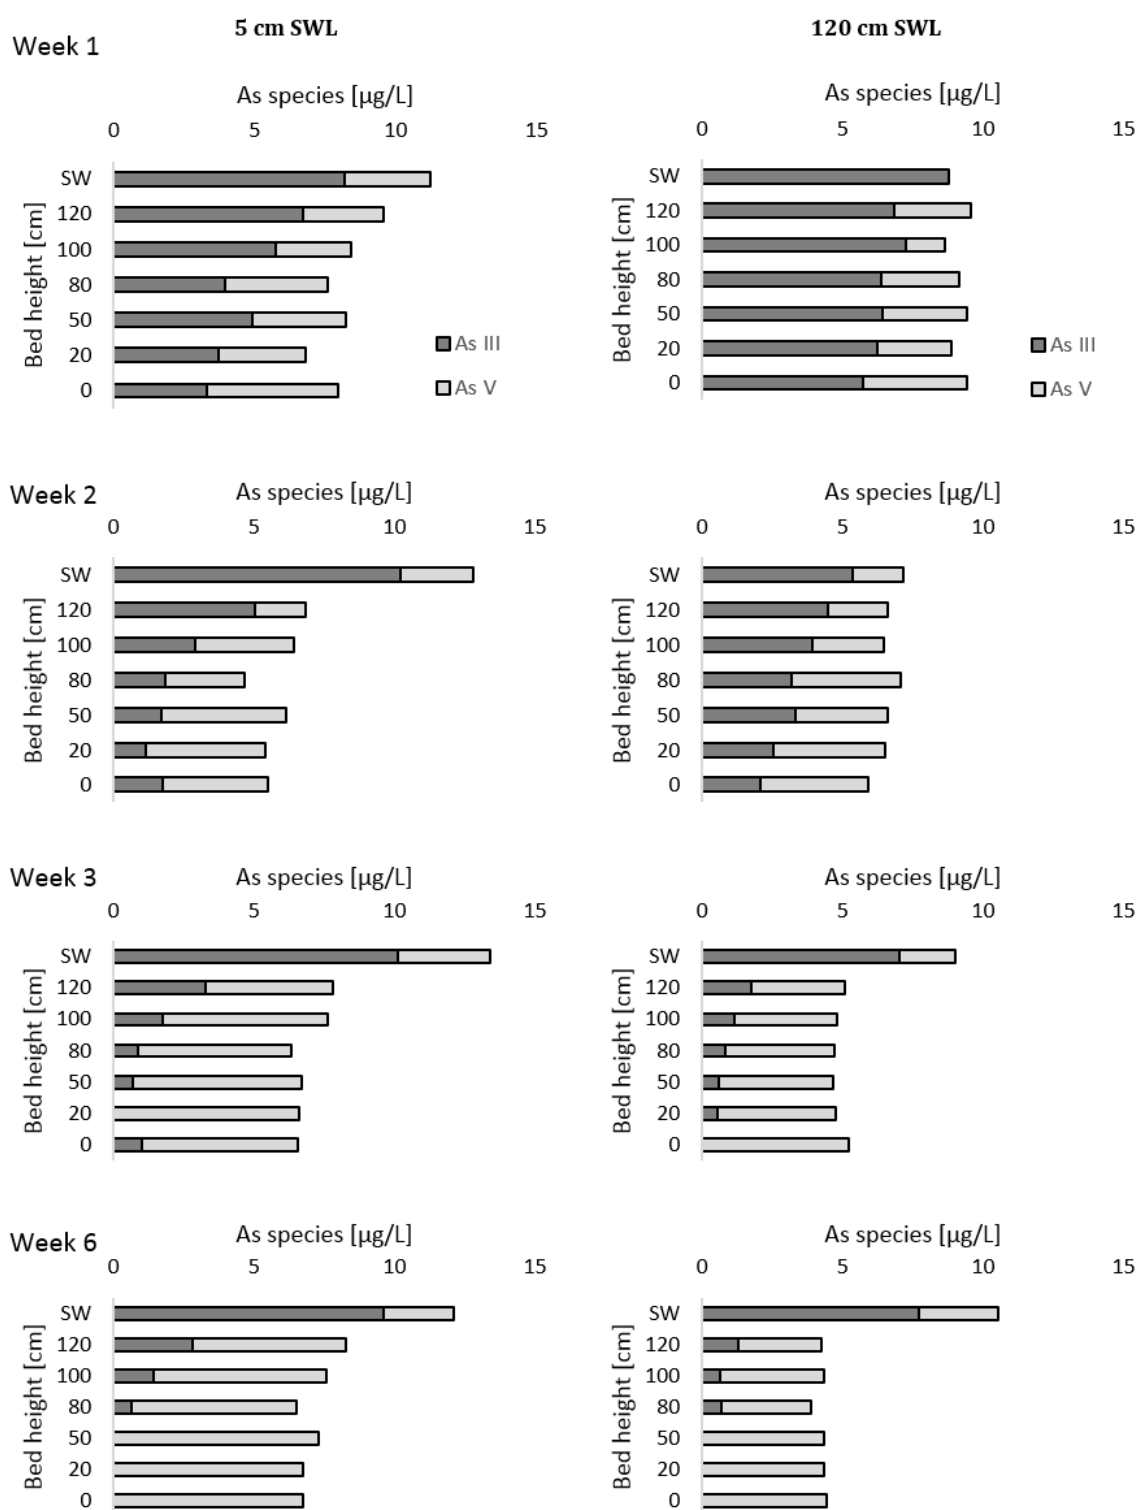 5 cm SWL 120 cm SWL
Week 1
As species [µg/L] As species [µg/L]
0 5 10 15 0 5 10 15
Bed height [cm] Bed height [cm]
SW SW
120 120
100 100
80 80
50 50
20 20
0 0
As III As III
As V As V
Week 2
As species [µg/L] As species [µg/L]
0 5 10 15 0 5 10 15
Bed height [cm] Bed height [cm]
SW SW
120 120
100 100
80 80
50 50
20 20
0 0
Week 3
As species [µg/L] As species [µg/L]
0 5 10 15 0 5 10 15
Bed height [cm] Bed height [cm]
SW SW
120 120
100 100
80 80
50 50
20 20
0 0
Week 6
As species [µg/L] As species [µg/L]
0 5 10 15 0 5 10 15
Bed height [cm] Bed height [cm]
SW SW
120 120
100 100
80 80
50 50
20 20
0 0